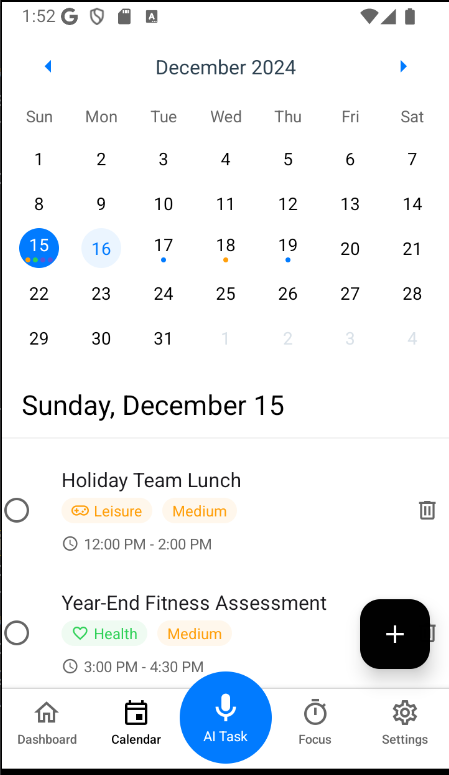 1:52
December 2024
Sun Mon Tue Wed Thu Fri Sat
1 2 3 4 5 6 7
8 9 10 11 12 13 14
15 16 17 18 19 20 21
22 23 24 25 26 27 28
29 30 31 1 2 3 4
Sunday, December 15
Holiday Team Lunch
Leisure Medium
12:00 PM - 2:00 PM
Year-End Fitness Assessment
Health Medium
3:00 PM - 4:30 PM
Dashboard Calendar AI Task Focus Settings